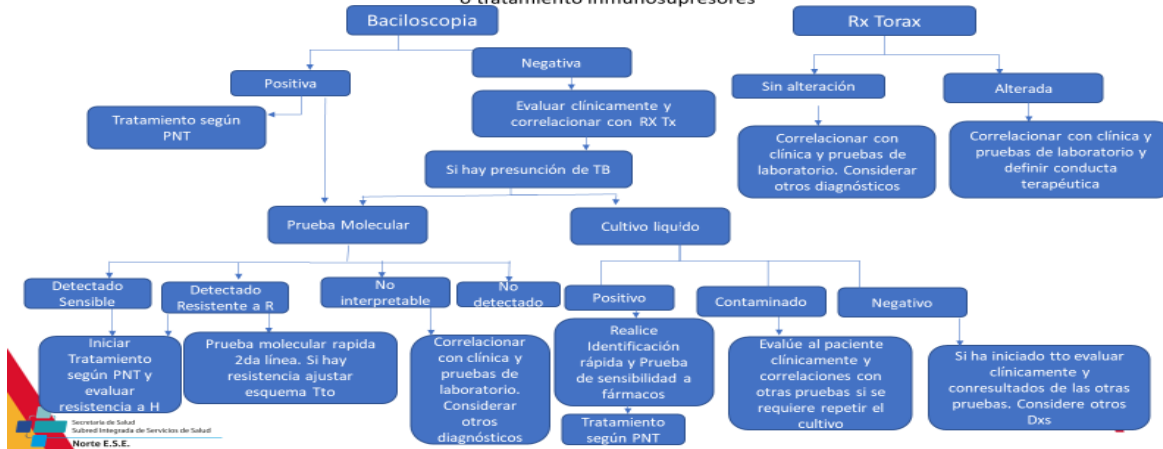 o tratamiento inmunosupresores
Baciloscopia
Rx Torax
Positiva
Negativa
Sin alteración
Alterada
Tratamiento según
PNT
Evaluar clínicamente y
correlacionar con RX Tx
Correlacionar con
clínica y pruebas de
laboratorio. Considerar
otros diagnósticos
Correlacionar con clínica y
pruebas de laboratorio y
definir conducta
terapéutica
Si hay presunción de TB
Prueba Molecular
Cultivo liquido
Detectado
Sensible
Detectado
Resistente a R
No
interpretable
No
detectado
Positivo
Contaminado
Negativo
Iniciar
Tratamiento
según PNT y
evaluar
resistencia a H
Prueba molecular rapida
2da línea. Si hay
resistencia ajustar
esquema Tto
Correlacionar
con clínica y
pruebas de
laboratorio.
Considerar
otros
diagnósticos
Realice
Identificación
rápida y Prueba
de sensibilidad a
fármacos
Tratamiento
según PNT
Evalúe al paciente
clínicamente y
correlaciones con
otras pruebas si se
requiere repetir el
cultivo
Si ha iniciado tto evaluar
clínicamente y
conresultados de las otras
pruebas. Considere otros
Dxs
Secretaría de Salud
Subred Integrada de Servicios de Salud
Norte E.S.E.